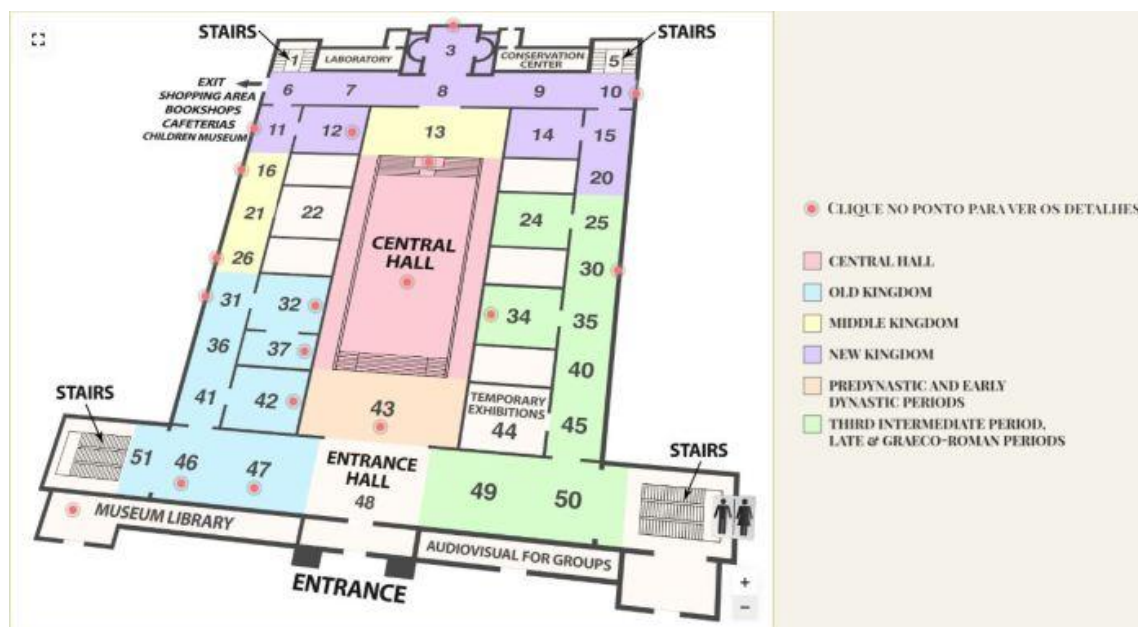 STAIRS
STAIRS
3
1
LABORATORY
CONSERVATION
CENTER
5
EXIT
SHOPPING AREA
BOOKSHOPS
CAFETERIAS
CHILDREN MUSEUM
6
7
8
9
10
11
12
13
14
15
16
20
21
22
24
25
CENTRAL
HALL
26
30
31
32
34
35
36
37
40
41
42
43
TEMPORARY
EXHIBITIONS
44
45
STAIRS
STAIRS
51
46
47
ENTRANCE
HALL
48
49
50
MUSEUM LIBRARY
AUDIOVISUAL FOR GROUPS
ENTRANCE
+
−
CLIQUE NO PONTO PARA VER OS DETALHES
CENTRAL HALL
OLD KINGDOM
MIDDLE KINGDOM
NEW KINGDOM
PREDYNASTIC AND EARLY
DYNASTIC PERIODS
THIRD INTERMEDIATE PERIOD,
LATE & GRAECO-ROMAN PERIODS